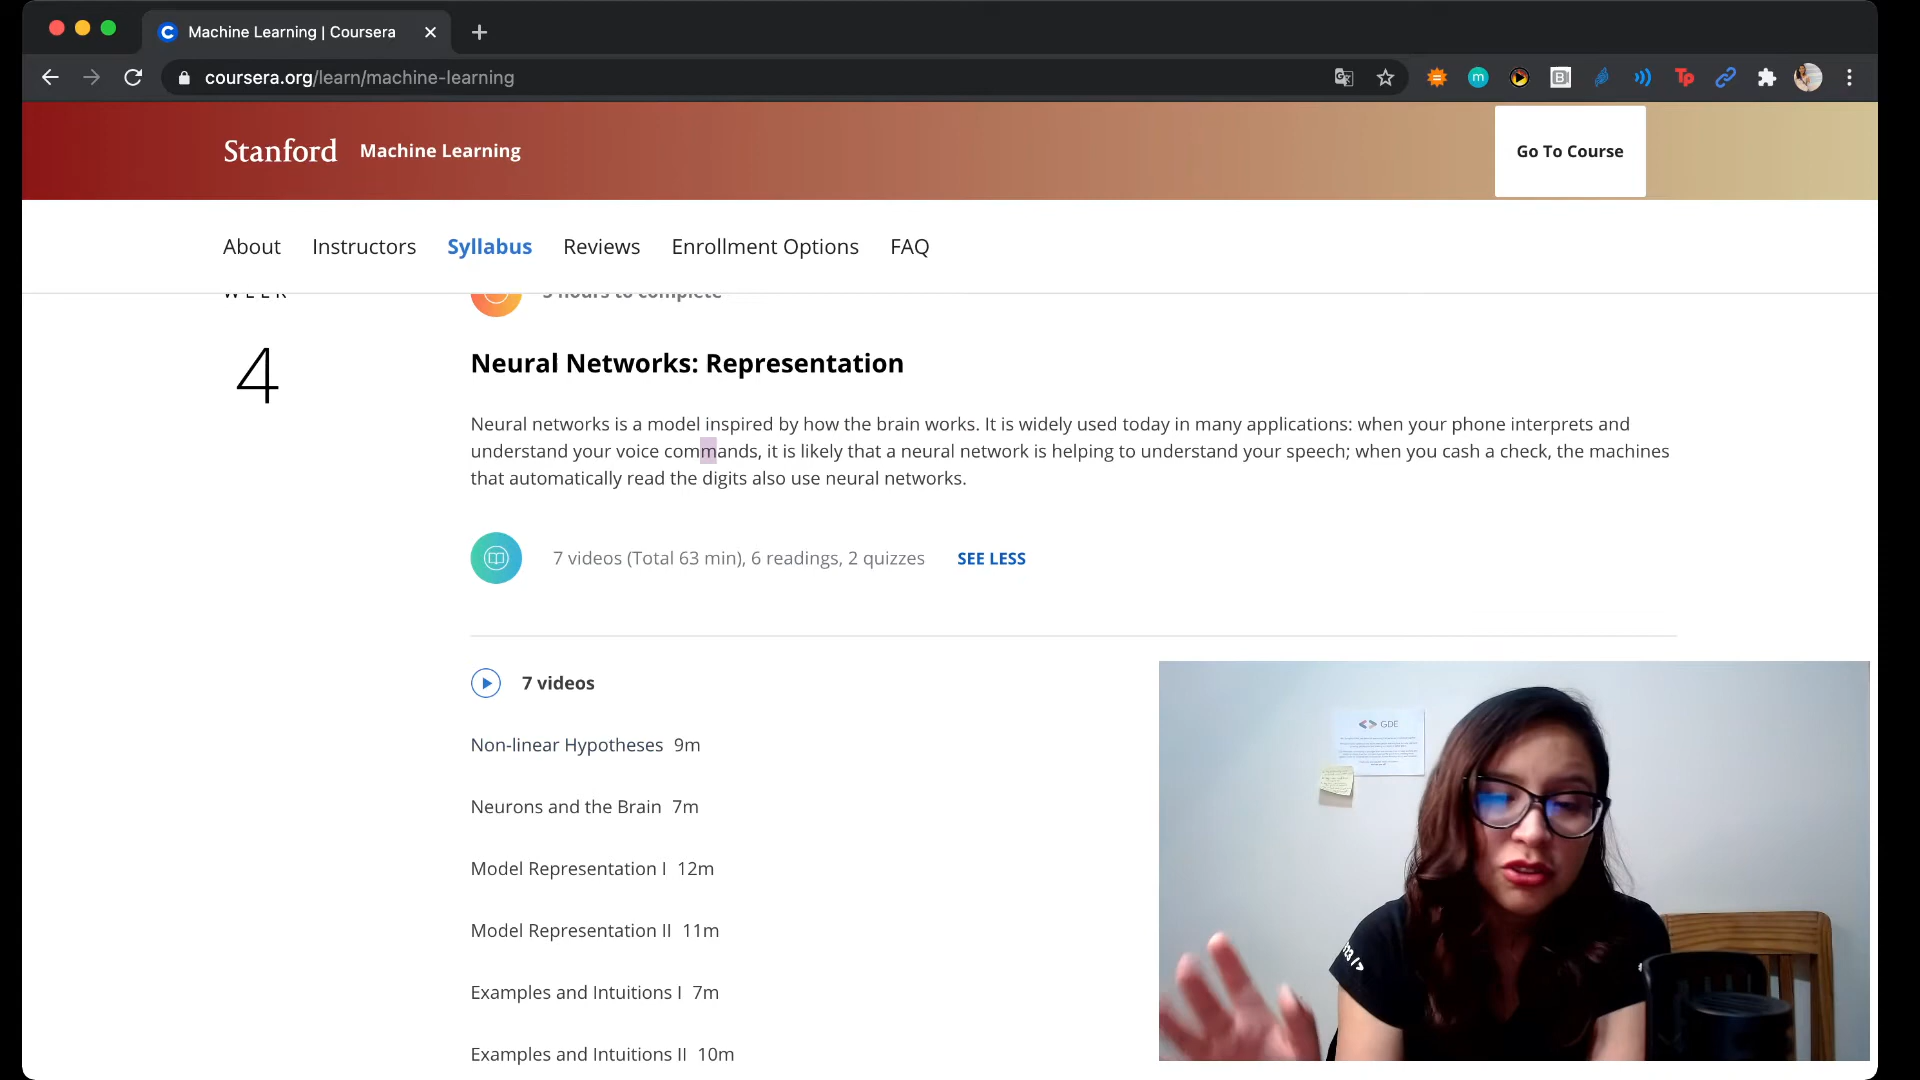 Machine Learning | Coursera
coursera.org/learn/machine-learning
Stanford Machine Learning
Go To Course
About Instructors Syllabus Reviews Enrollment Options FAQ
WEEK
3 hours to complete
4
Neural Networks: Representation
Neural networks is a model inspired by how the brain works. It is widely used today in many applications: when your phone interprets and
understand your voice commands, it is likely that a neural network is helping to understand your speech; when you cash a check, the machines
that automatically read the digits also use neural networks.
7 videos (Total 63 min), 6 readings, 2 quizzes SEE LESS
7 videos
Non-linear Hypotheses 9m
Neurons and the Brain 7m
Model Representation I 12m
Model Representation II 11m
Examples and Intuitions I 7m
Examples and Intuitions II 10m
<> GDE